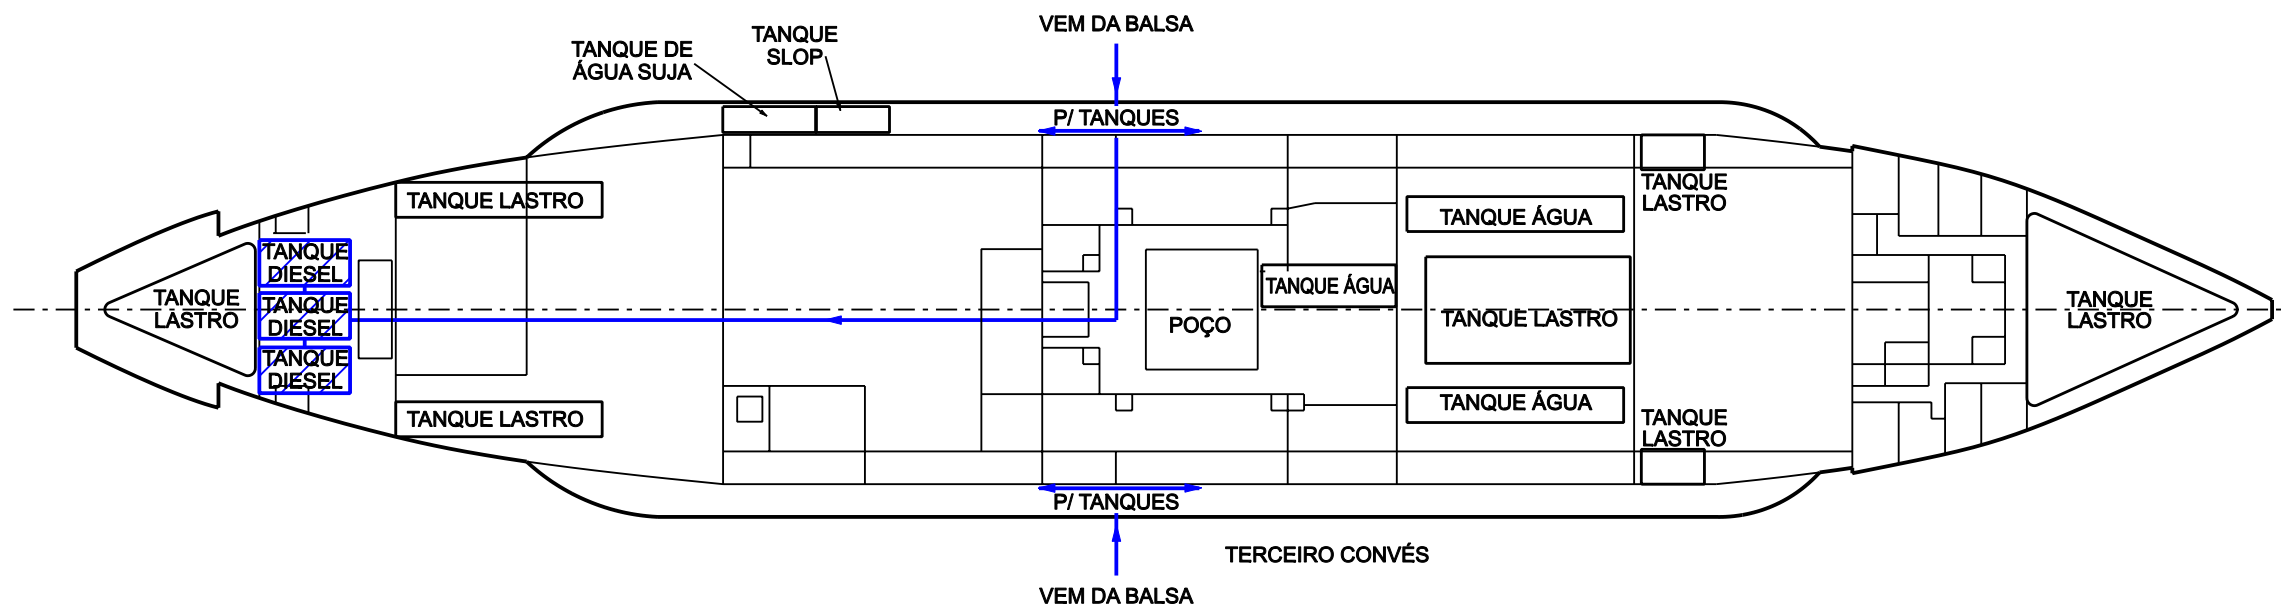 VEM DA BALSA
TANQUE
SLOP
TANQUE DE
ÁGUA SUJA
P/ TANQUES
TANQUE LASTRO
TANQUE
LASTRO
TANQUE ÁGUA
TANQUE
DIESEL
TANQUE
LASTRO
TANQUE
DIESEL
TANQUE ÁGUA
POÇO
TANQUE LASTRO
TANQUE
LASTRO
TANQUE
DIESEL
TANQUE LASTRO
TANQUE ÁGUA
TANQUE
LASTRO
P/ TANQUES
TERCEIRO CONVÉS
VEM DA BALSA